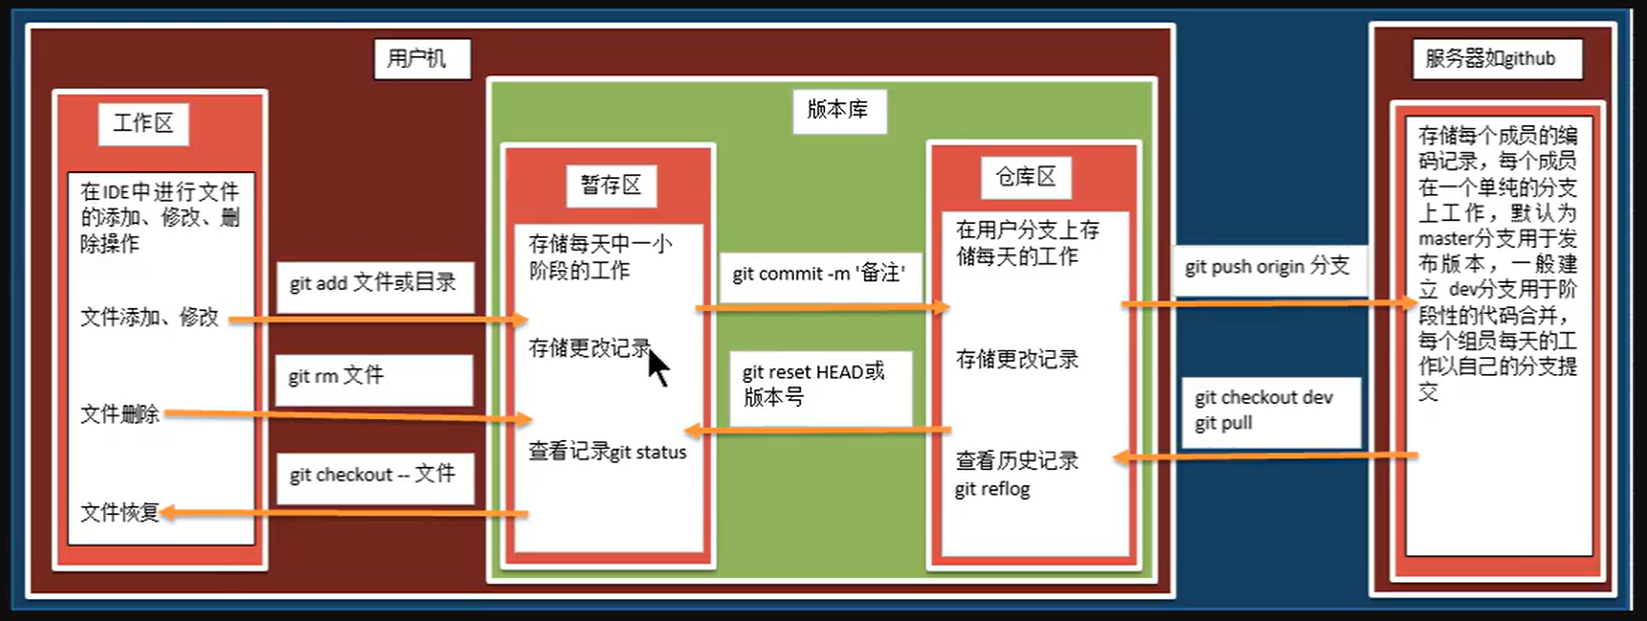 用户机
工作区
在IDE中进行文件
的添加、修改、删
除操作
文件添加、修改
文件删除
文件恢复
git add 文件或目录
git rm 文件
git checkout -- 文件
版本库
暂存区
存储每天中一小
阶段的工作
存储更改记录
查看记录git status
git commit -m '备注'
git reset HEAD或
版本号
仓库区
在用户分支上存
储每天的工作
存储更改记录
查看历史记录
git reflog
git push origin 分支
git checkout dev
git pull
服务器如github
存储每个成员的编
码记录，每个成员
在一个单纯的分支
上工作，默认为
master分支用于发
布版本，一般建
立 dev分支用于阶
段性的代码合并，
每个组员每天的工
作以自己的分支提
交